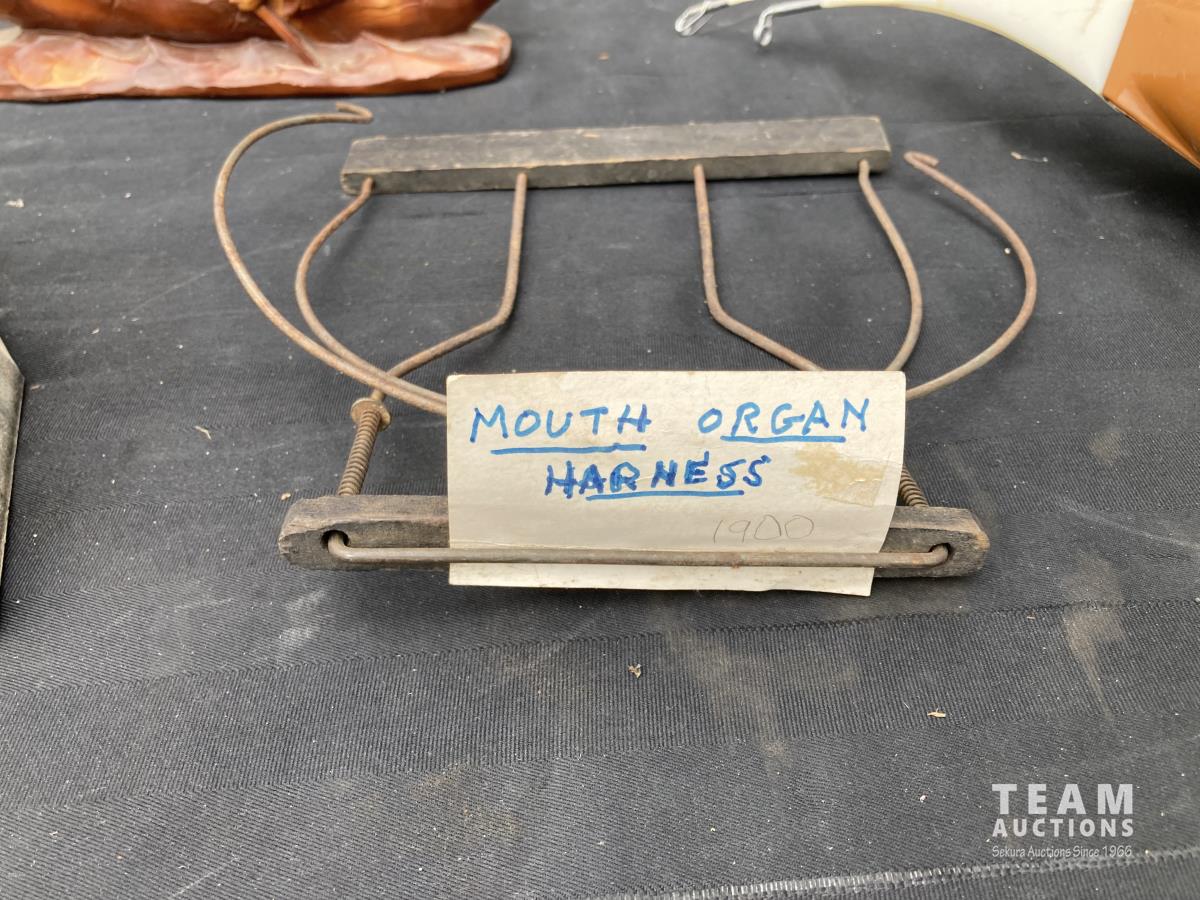 MOUTH ORGAN
HARNESS
1900
TEAM
AUCTIONS
Sekura Auctions Since 1966